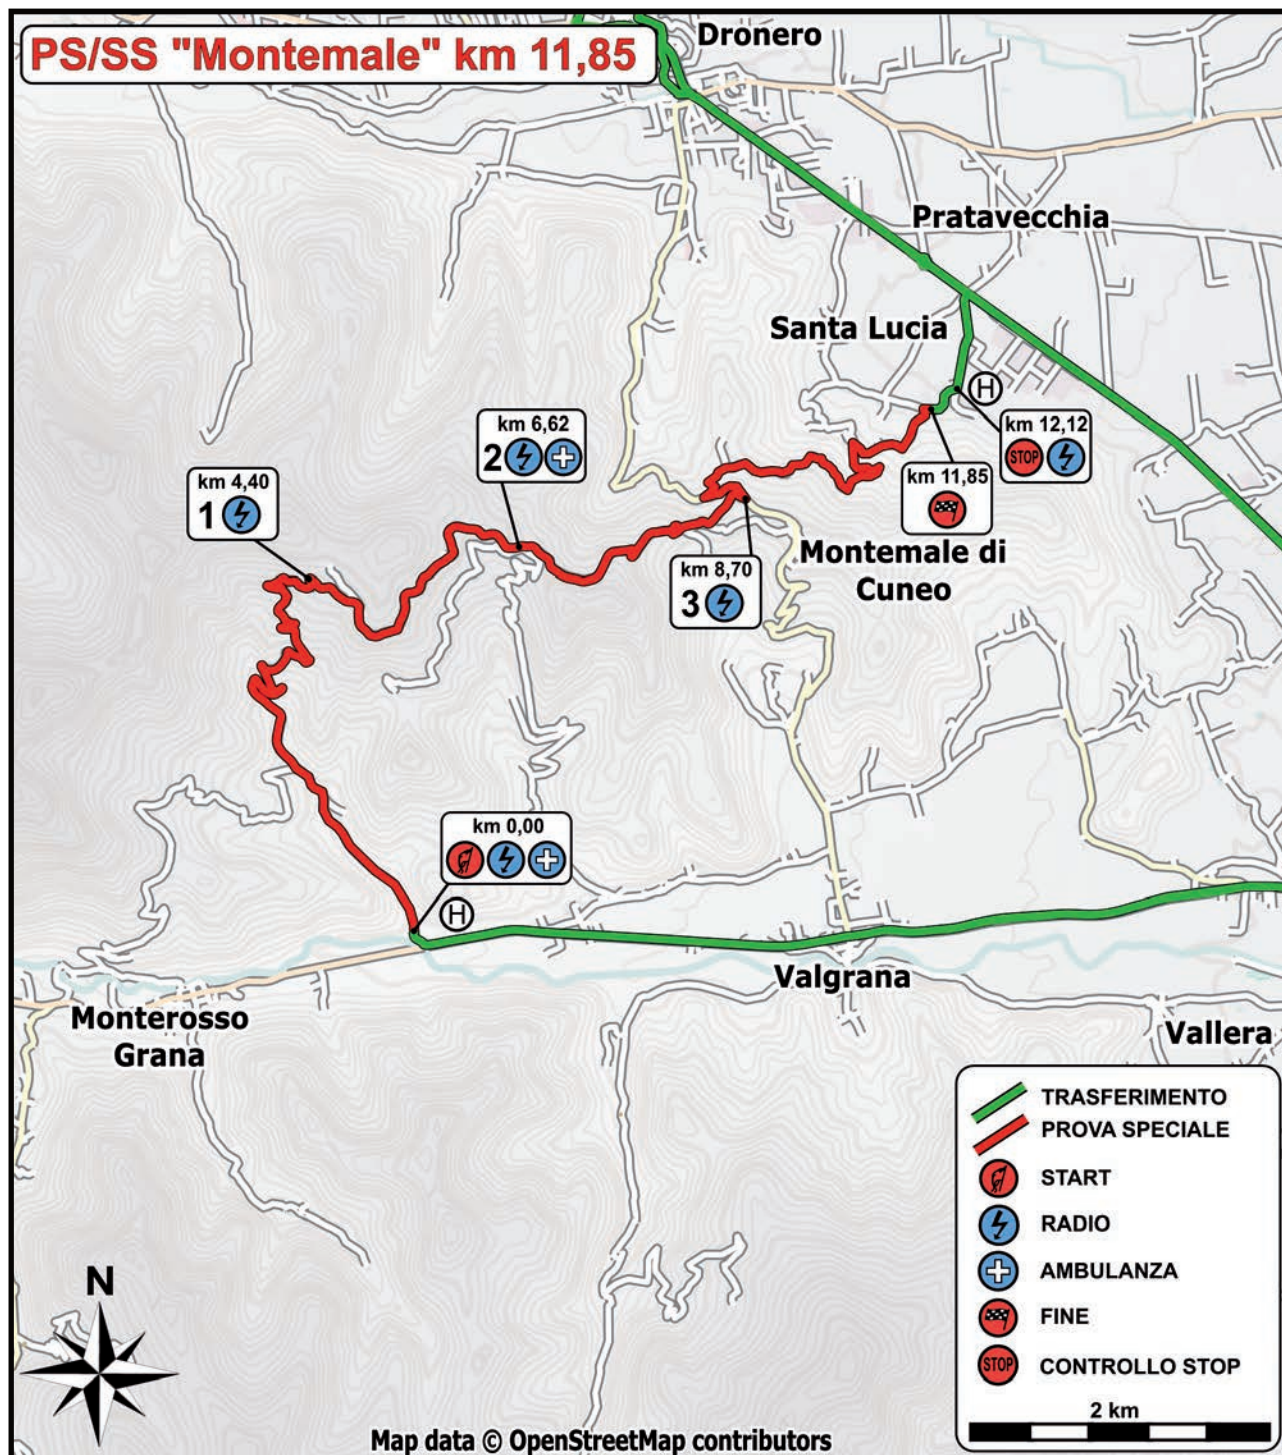 PS/SS "Montemale" km 11,85
Dronero
Pratavecchia
Santa Lucia
H
km 6,62
2
km 12,12
STOP
km 4,40
1
km 11,85
Montemale di
Cuneo
km 8,70
3
km 0,00
H
Valgrana
Monterosso
Grana
Vallera
TRASFERIMENTO
PROVA SPECIALE
START
RADIO
AMBULANZA
FINE
STOP CONTROLLO STOP
2 km
N
Map data © OpenStreetMap contributors